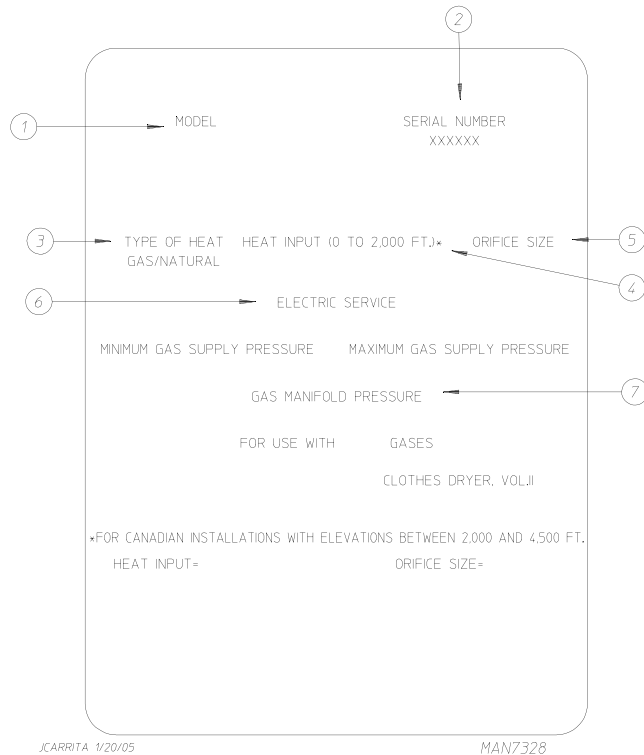 2
1
MODEL
SERIAL NUMBER
XXXXXX
3
TYPE OF HEAT
GAS/NATURAL
HEAT INPUT (0 TO 2,000 FT.)*
ORIFICE SIZE
5
4
6
ELECTRIC SERVICE
MINIMUM GAS SUPPLY PRESSURE
MAXIMUM GAS SUPPLY PRESSURE
GAS MANIFOLD PRESSURE
7
FOR USE WITH GASES
CLOTHES DRYER, VOL.II
*FOR CANADIAN INSTALLATIONS WITH ELEVATIONS BETWEEN 2,000 AND 4,500 FT.
HEAT INPUT=
ORIFICE SIZE=
JCARRITA 1/20/05
MAN7328